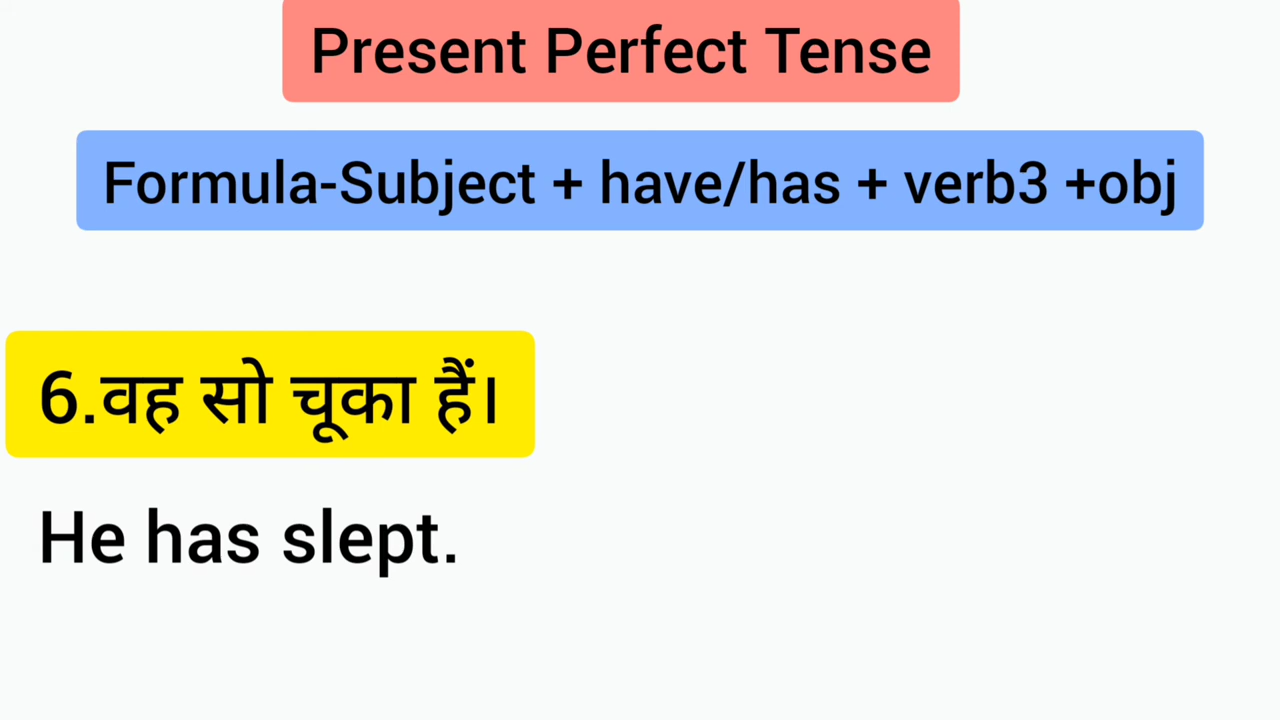 Present Perfect Tense
Formula-Subject + have/has + verb3 +obj
6.वह सो चूका हैं।
He has slept.